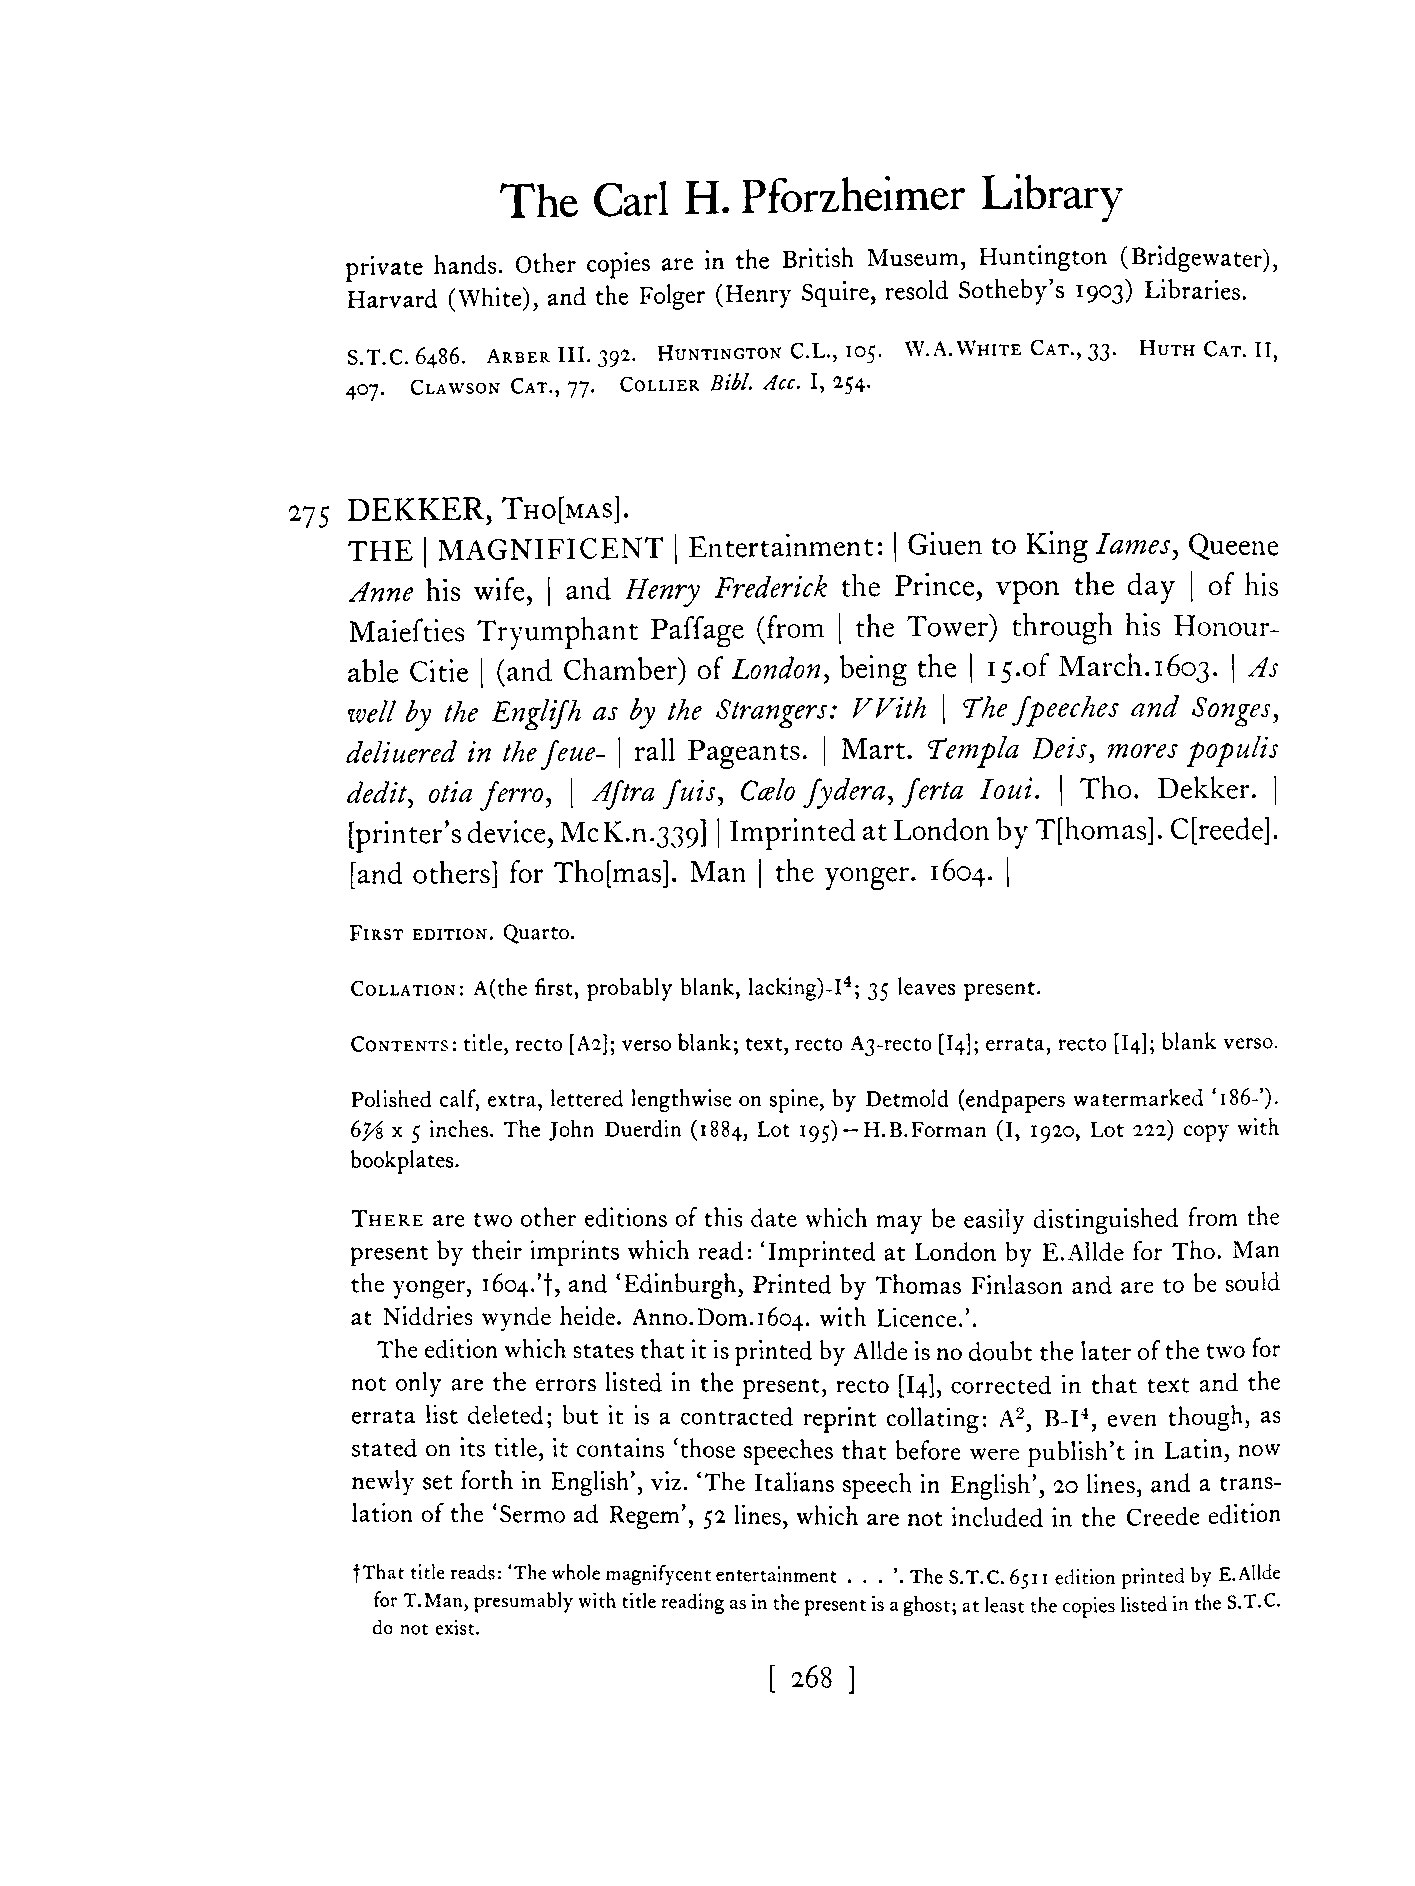 The Carl H. Pforzheimer Library
private hands. Other copies are in the British Museum, Huntington (Bridgewater),
Harvard (White), and the Folger (Henry Squire, resold Sotheby's 1903) Libraries.
S.T.C. 6486. Arber III. 392. Huntington C.L., 105. W.A.White Cat., 33. Huth Cat. II,
407. Clawson Cat., 77. Collier Bibl. Acc. I, 254.
275 DEKKER, Tho[mas].
THE | MAGNIFICENT | Entertainment: | Giuen to King Iames, Queene
Anne his wife, | and Henry Frederick the Prince, vpon the day | of his
Maieſties Tryumphant Paſſage (from | the Tower) through his Honour-
able Citie | (and Chamber) of London, being the | 15.of March.1603. | As
well by the Engliſh as by the Strangers: VVith | The ſpeeches and Songes,
deliuered in the ſeue- | rall Pageants. | Mart. Templa Deis, mores populis
dedit, otia ferro, | Aſtra ſuis, Cælo ſydera, ſerta Ioui. | Tho. Dekker. |
[printer's device, McK.n.339] | Imprinted at London by T[homas]. C[reede].
[and others] for Tho[mas]. Man | the yonger. 1604. |
First edition. Quarto.
Collation: A(the first, probably blank, lacking)-I⁴; 35 leaves present.
Contents: title, recto [A2]; verso blank; text, recto A3-recto [I4]; errata, recto [I4]; blank verso.
Polished calf, extra, lettered lengthwise on spine, by Detmold (endpapers watermarked '186-').
6⅞ x 5 inches. The John Duerdin (1884, Lot 195) — H.B.Forman (I, 1920, Lot 222) copy with
bookplates.
There are two other editions of this date which may be easily distinguished from the
present by their imprints which read: 'Imprinted at London by E.Allde for Tho. Man
the yonger, 1604.'†, and 'Edinburgh, Printed by Thomas Finlason and are to be sould
at Niddries wynde heide. Anno.Dom.1604. with Licence.'.
The edition which states that it is printed by Allde is no doubt the later of the two for
not only are the errors listed in the present, recto [I4], corrected in that text and the
errata list deleted; but it is a contracted reprint collating: A², B-I⁴, even though, as
stated on its title, it contains 'those speeches that before were publish't in Latin, now
newly set forth in English', viz. 'The Italians speech in English', 20 lines, and a trans-
lation of the 'Sermo ad Regem', 52 lines, which are not included in the Creede edition
†That title reads: 'The whole magnifycent entertainment . . . '. The S.T.C. 6511 edition printed by E.Allde
for T.Man, presumably with title reading as in the present is a ghost; at least the copies listed in the S.T.C.
do not exist.
[ 268 ]